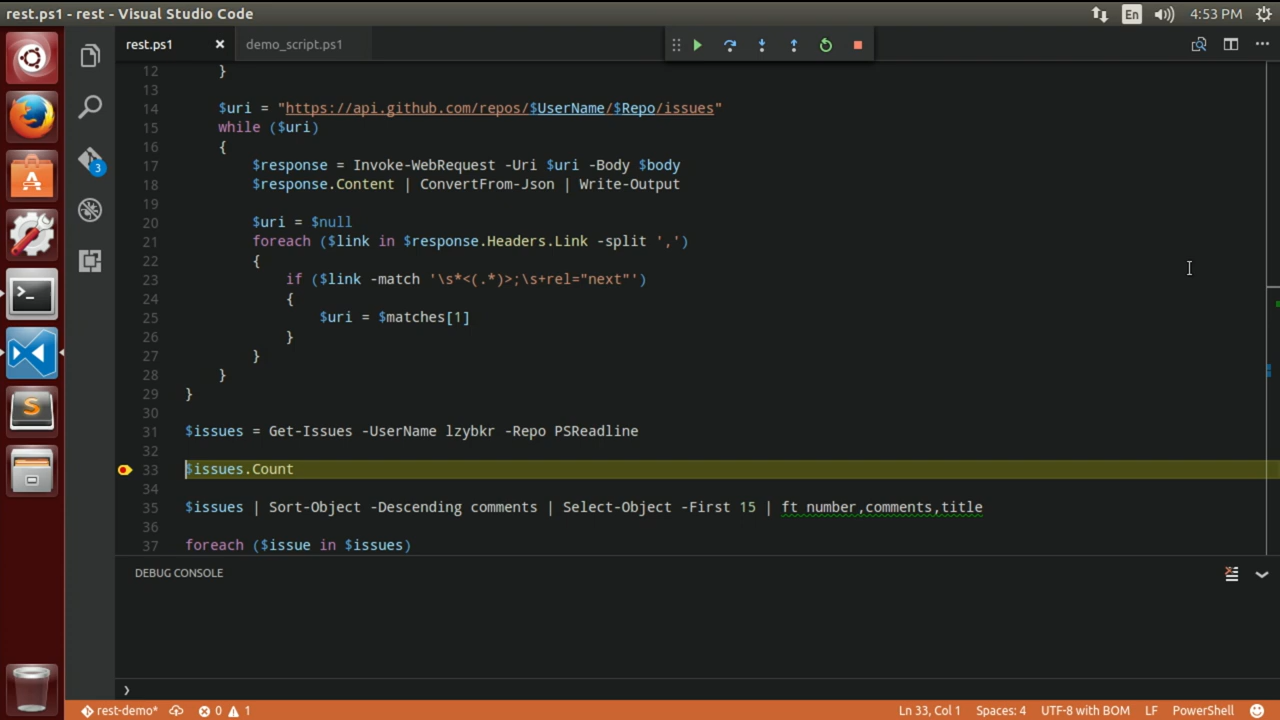 rest.ps1 - rest - Visual Studio Code
En
4:53 PM
rest.ps1
demo_script.ps1
12 }
13
14 $uri = "https://api.github.com/repos/$UserName/$Repo/issues"
15 while ($uri)
16 {
17 $response = Invoke-WebRequest -Uri $uri -Body $body
18 $response.Content | ConvertFrom-Json | Write-Output
19
20 $uri = $null
21 foreach ($link in $response.Headers.Link -split ',')
22 {
23 if ($link -match '\s*<(.*)>;\s+rel="next"')
24 {
25 $uri = $matches[1]
26 }
27 }
28 }
29 }
30
31 $issues = Get-Issues -UserName lzybkr -Repo PSReadline
32
33 $issues.Count
34
35 $issues | Sort-Object -Descending comments | Select-Object -First 15 | ft number,comments,title
36
37 foreach ($issue in $issues)
3
DEBUG CONSOLE
rest-demo*
0
1
Ln 33, Col 1
Spaces: 4
UTF-8 with BOM
LF
PowerShell